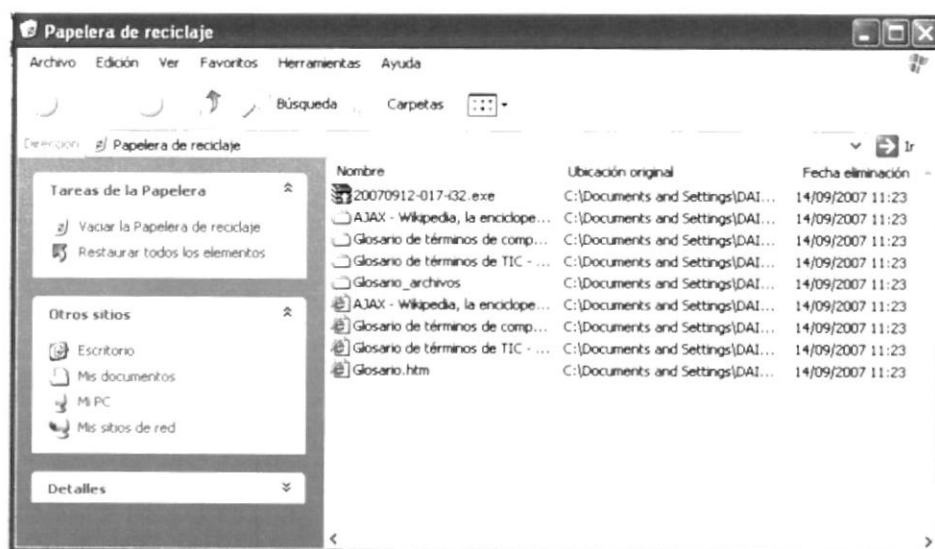 Papelera de reciclaje
Archivo Edición Ver Favoritos Herramientas Ayuda
Búsqueda Carpetas
Dirección Papelera de reciclaje Ir
Tareas de la Papelera
Vaciar la Papelera de reciclaje
Restaurar todos los elementos
Otros sitios
Escritorio
Mis documentos
Mi PC
Mis sitios de red
Detalles
Nombre Ubicación original Fecha eliminación
20070912-017-i32.exe C:\Documents and Settings\DAI... 14/09/2007 11:23
AJAX - Wikipedia, la enciclope... C:\Documents and Settings\DAI... 14/09/2007 11:23
Glosario de términos de comp... C:\Documents and Settings\DAI... 14/09/2007 11:23
Glosario de términos de TIC - ... C:\Documents and Settings\DAI... 14/09/2007 11:23
Glosario_archivos C:\Documents and Settings\DAI... 14/09/2007 11:23
AJAX - Wikipedia, la enciclope... C:\Documents and Settings\DAI... 14/09/2007 11:23
Glosario de términos de comp... C:\Documents and Settings\DAI... 14/09/2007 11:23
Glosario de términos de TIC - ... C:\Documents and Settings\DAI... 14/09/2007 11:23
Glosario.htm C:\Documents and Settings\DAI... 14/09/2007 11:23